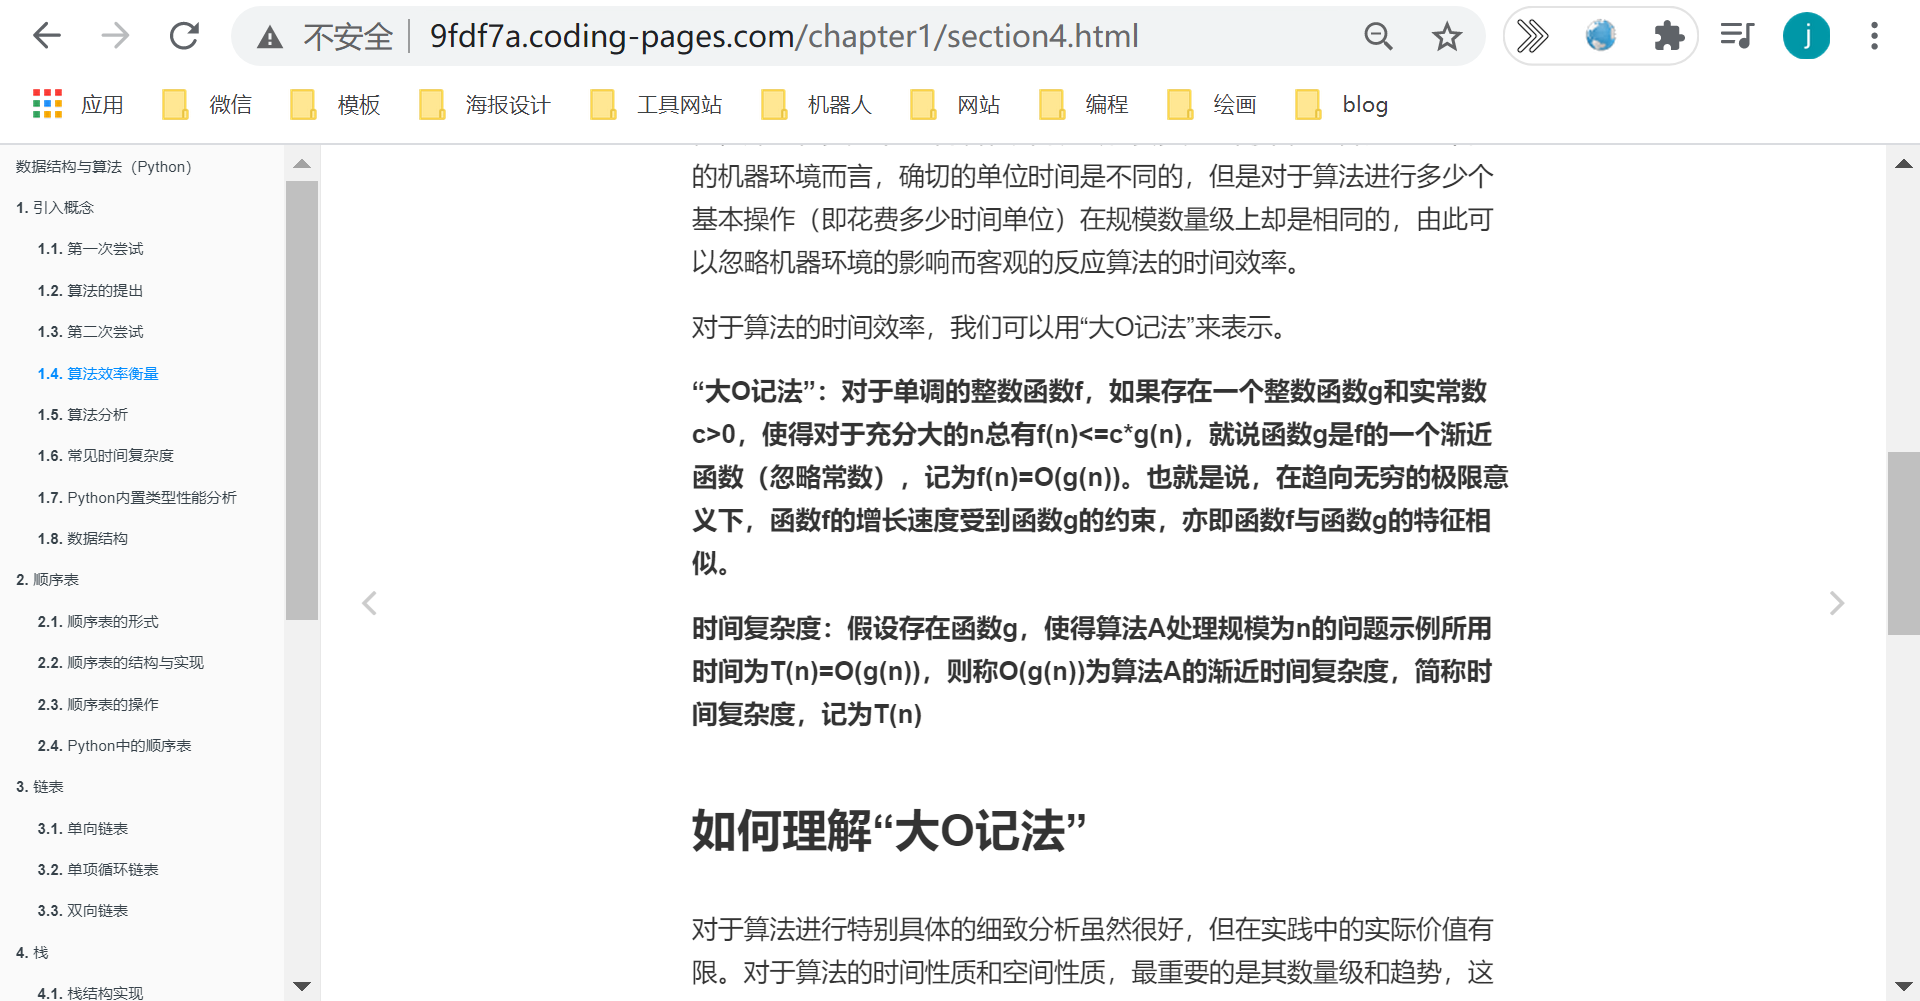 不安全 9fdf7a.coding-pages.com/chapter1/section4.html
j
应用 微信 模板 海报设计 工具网站 机器人 网站 编程 绘画 blog
数据结构与算法（Python）
1. 引入概念
1.1. 第一次尝试
1.2. 算法的提出
1.3. 第二次尝试
1.4. 算法效率衡量
1.5. 算法分析
1.6. 常见时间复杂度
1.7. Python内置类型性能分析
1.8. 数据结构
2. 顺序表
2.1. 顺序表的形式
2.2. 顺序表的结构与实现
2.3. 顺序表的操作
2.4. Python中的顺序表
3. 链表
3.1. 单向链表
3.2. 单项循环链表
3.3. 双向链表
4. 栈
4.1. 栈结构实现
的机器环境而言，确切的单位时间是不同的，但是对于算法进行多少个
基本操作（即花费多少时间单位）在规模数量级上却是相同的，由此可
以忽略机器环境的影响而客观的反应算法的时间效率。
对于算法的时间效率，我们可以用“大O记法”来表示。
“大O记法”：对于单调的整数函数f，如果存在一个整数函数g和实常数
c>0，使得对于充分大的n总有f(n)<=c*g(n)，就说函数g是f的一个渐近
函数（忽略常数），记为f(n)=O(g(n))。也就是说，在趋向无穷的极限意
义下，函数f的增长速度受到函数g的约束，亦即函数f与函数g的特征相
似。
时间复杂度：假设存在函数g，使得算法A处理规模为n的问题示例所用
时间为T(n)=O(g(n))，则称O(g(n))为算法A的渐近时间复杂度，简称时
间复杂度，记为T(n)
如何理解“大O记法”
对于算法进行特别具体的细致分析虽然很好，但在实践中的实际价值有
限。对于算法的时间性质和空间性质，最重要的是其数量级和趋势，这